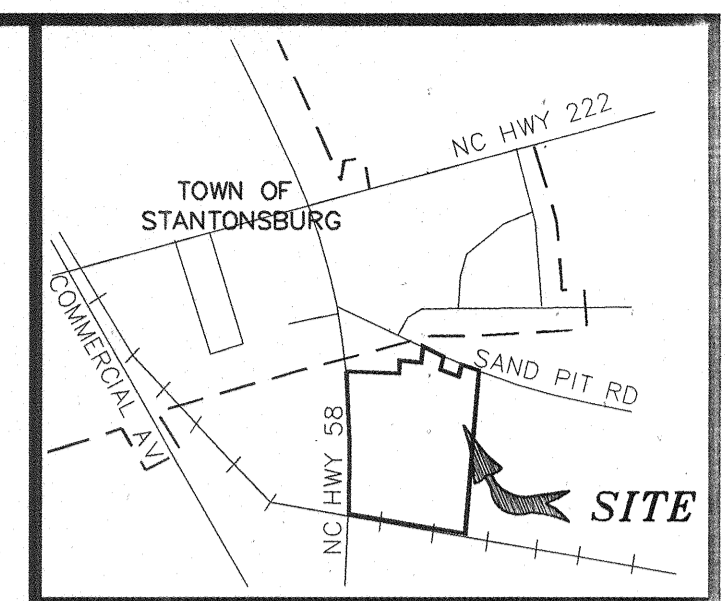 NC HWY 222
TOWN OF
STANTONSBURG
COMMERCIAL AV
SAND PIT RD
NC HWY 58
SITE